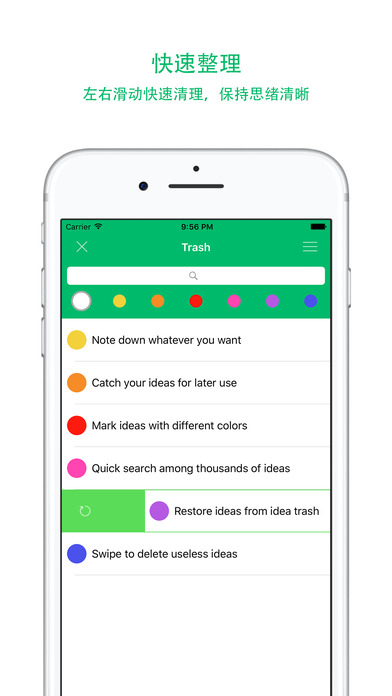 快速整理
左右滑动快速清理，保持思绪清晰
Carrier 9:56 PM
Trash
Note down whatever you want
Catch your ideas for later use
Mark ideas with different colors
Quick search among thousands of ideas
Restore ideas from idea trash
Swipe to delete useless ideas